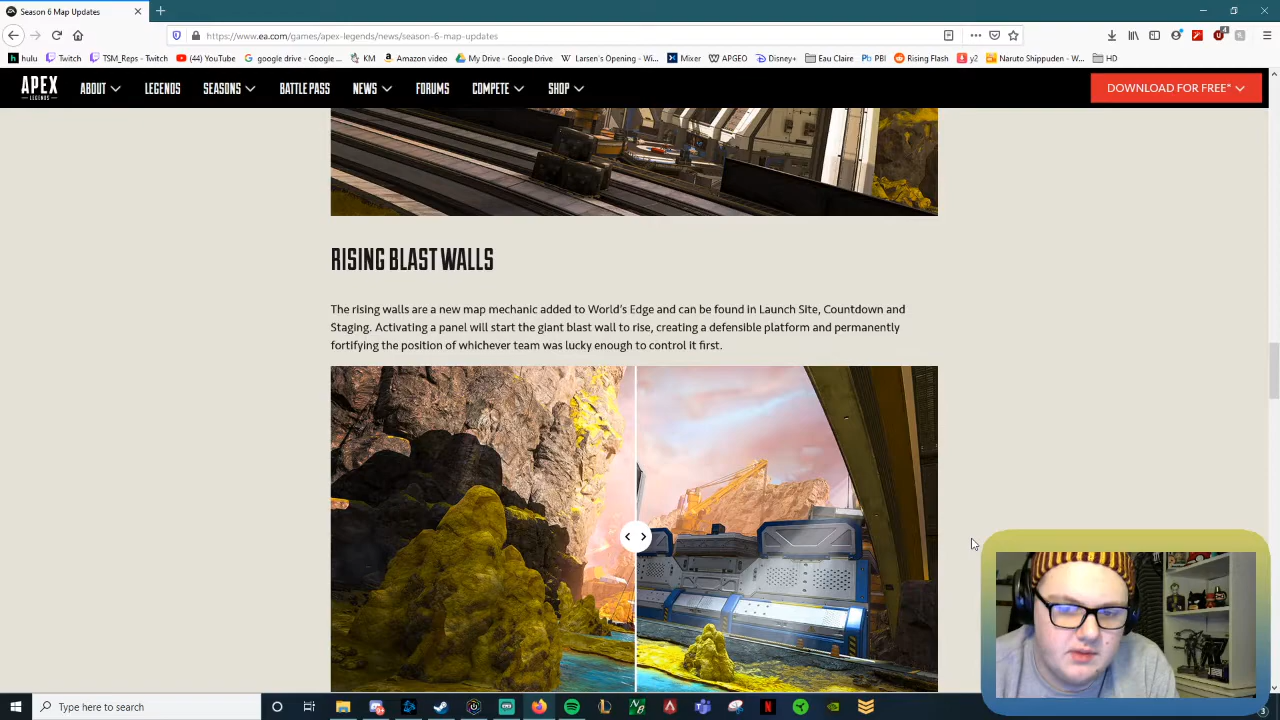 Season 6 Map Updates
https://www.ea.com/games/apex-legends/news/season-6-map-updates
hulu
Twitch
TSM_Reps - Twitch
(44) YouTube
google drive - Google ...
KM
Amazon video
My Drive - Google Drive
Larsen's Opening - Wi...
Mixer
APGEO
Disney+
Eau Claire
PBI
Rising Flash
y2
Naruto Shippuden - W...
HD
APEX
LEGENDS
ABOUT
LEGENDS
SEASONS
BATTLE PASS
NEWS
FORUMS
COMPETE
SHOP
DOWNLOAD FOR FREE*
RISING BLAST WALLS
The rising walls are a new map mechanic added to World's Edge and can be found in Launch Site, Countdown and
Staging. Activating a panel will start the giant blast wall to rise, creating a defensible platform and permanently
fortifying the position of whichever team was lucky enough to control it first.
Type here to search
3